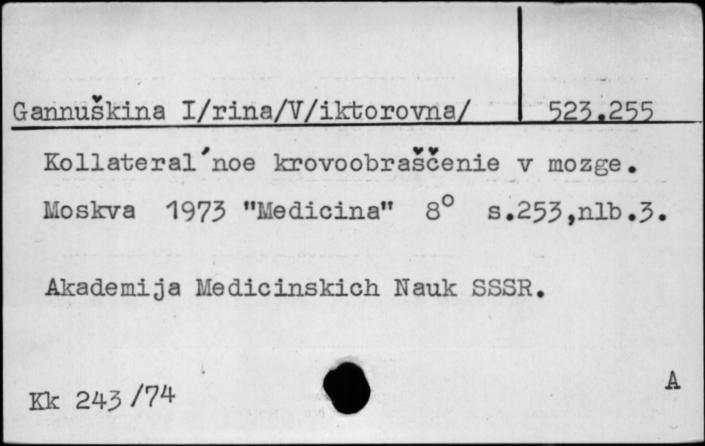 Gannuškina I/rina/V/iktorovna/ 523.255
Kollateral'noe krovoobraščenie v mozge.
Moskva 1973 "Medicina" 8° s.253,nlb.3.
Akademija Medicinskich Nauk SSSR.
Kk 243/74 A